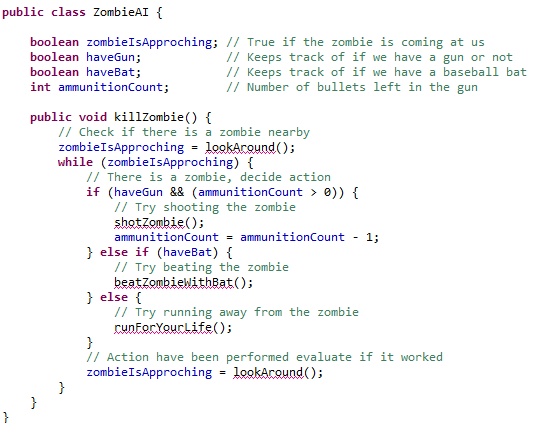 public class ZombieAI {
boolean zombieIsApproching; // True if the zombie is coming at us
boolean haveGun; // Keeps track of if we have a gun or not
boolean haveBat; // Keeps track of if we have a baseball bat
int ammunitionCount; // Number of bullets left in the gun
public void killZombie() {
// Check if there is a zombie nearby
zombieIsApproching = lookAround();
while (zombieIsApproching) {
// There is a zombie, decide action
if (haveGun && (ammunitionCount > 0)) {
// Try shooting the zombie
shotZombie();
ammunitionCount = ammunitionCount - 1;
} else if (haveBat) {
// Try beating the zombie
beatZombieWithBat();
} else {
// Try running away from the zombie
runForYourLife();
}
// Action have been performed evaluate if it worked
zombieIsApproching = lookAround();
}
}
}